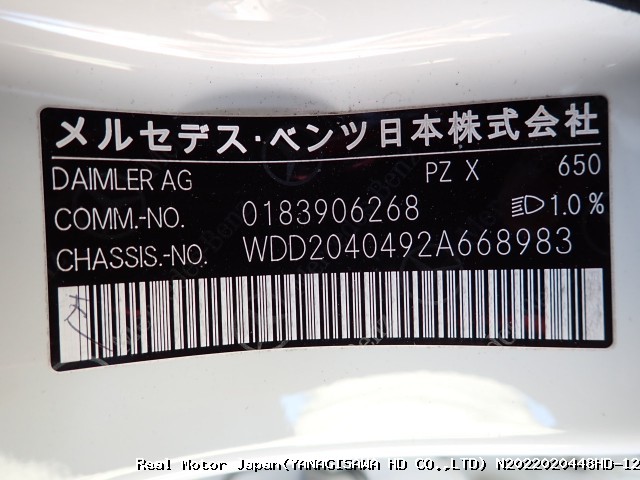 メルセデス・ベンツ日本株式会社
DAIMLER AG PZ X 650
COMM.-NO. 0183906268 1.0 %
CHASSIS.-NO. WDD2040492A668983
Real Motor Japan(YANAGISAWA HD CO.,LTD) N2022020448HD-12